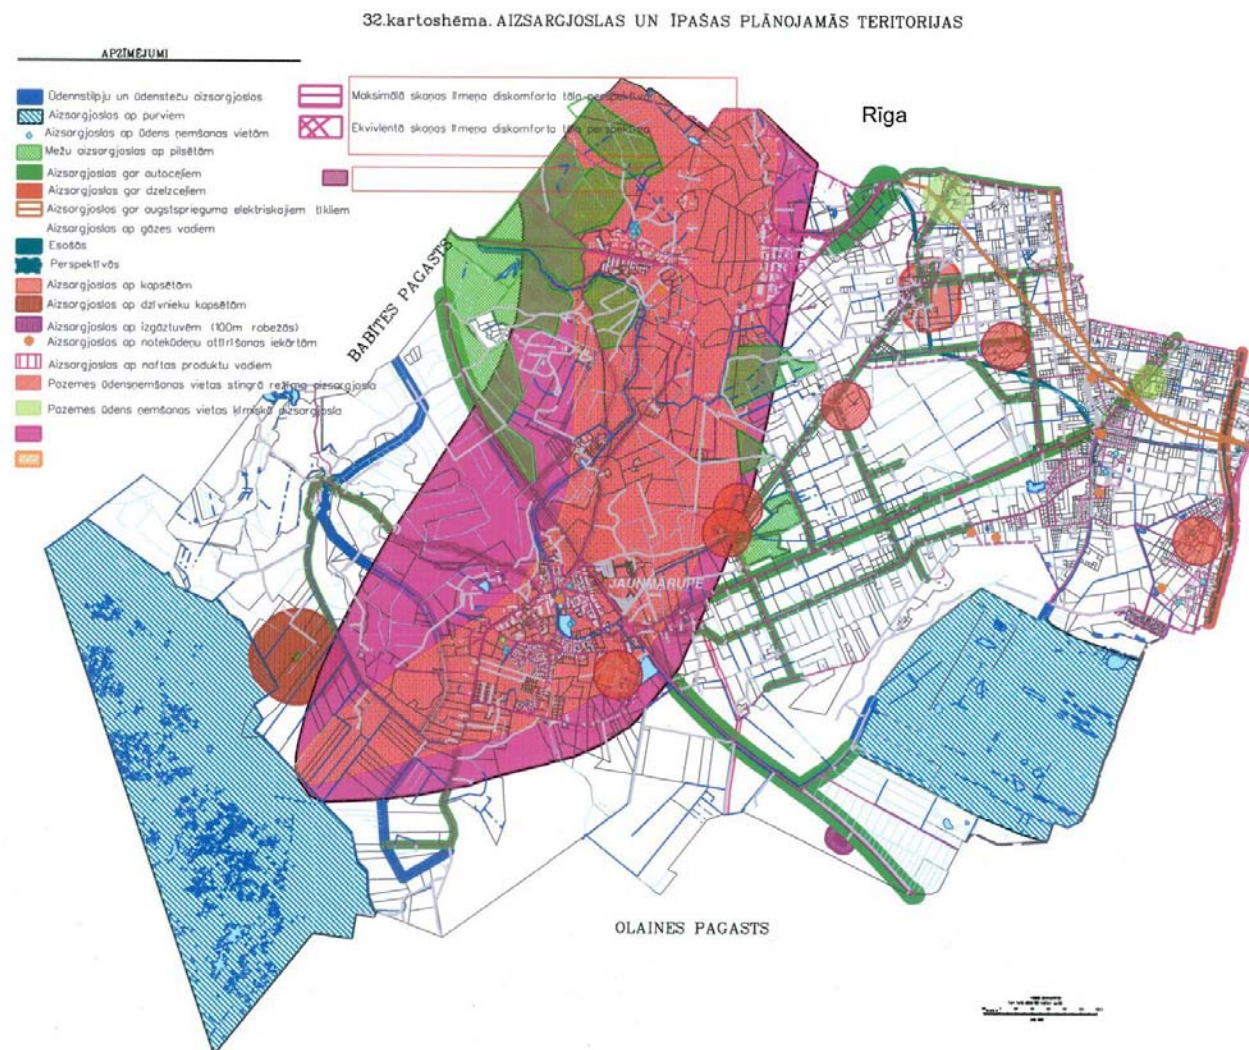 32.kartoshēma. AIZSARGJOSLAS UN ĪPAŠAS PLĀNOJAMĀS TERITORIJAS
APZĪMĒJUMI
Ūdennstilpju un ūdensteču aizsargjoslas
Aizsargjoslas ap purviem
Aizsargjoslas ap ūdens ņemšanas vietām
Mežu aizsargjoslas ap pilsētām
Aizsargjoslas gar autoceļiem
Aizsargjoslas gar dzelzceļiem
Aizsargjoslas gar augstsprieguma elektriskajiem tīkliem
Aizsargjoslas ap gāzes vadiem
Esošās
Perspektīvās
Aizsargjoslas ap kapsētām
Aizsargjoslas ap dzīvnieku kapsētām
Aizsargjoslas ap izgāztuvēm (100m robežās)
Aizsargjoslas ap notekūdeņu attīrīšanas iekārtām
Aizsargjoslas ap naftas produktu vadiem
Pazemes ūdensņemšanas vietas stingrā režīma aizsargjosla
Pazemes ūdens ņemšanas vietas ķīmiskā aizsargjosla
Maksimālā skaņas līmeņa diskomforta tāla perspektīva
Ekvivlentā skaņas līmeņa diskomforta tāla perspektīva
Rīga
BABĪTES PAGASTS
JAUNMĀRUPE
OLAINES PAGASTS